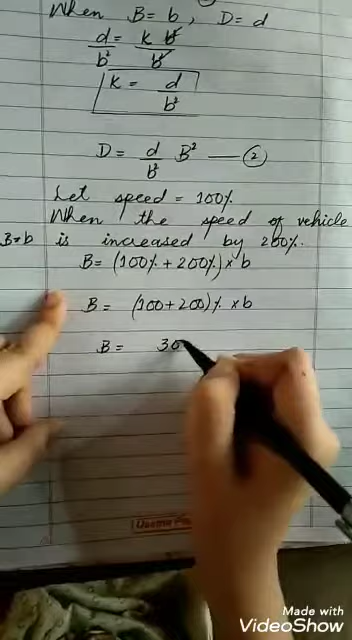 When B = b, D = d
d/b² = K b²/b²
K = d/b²
D = d/b² B² — ②
Let speed = 100%
When the speed of vehicle
B=b is increased by 200%.
B = (100% + 200%) × b
B = (100+200)% × b
B = 30
Made with
VideoShow